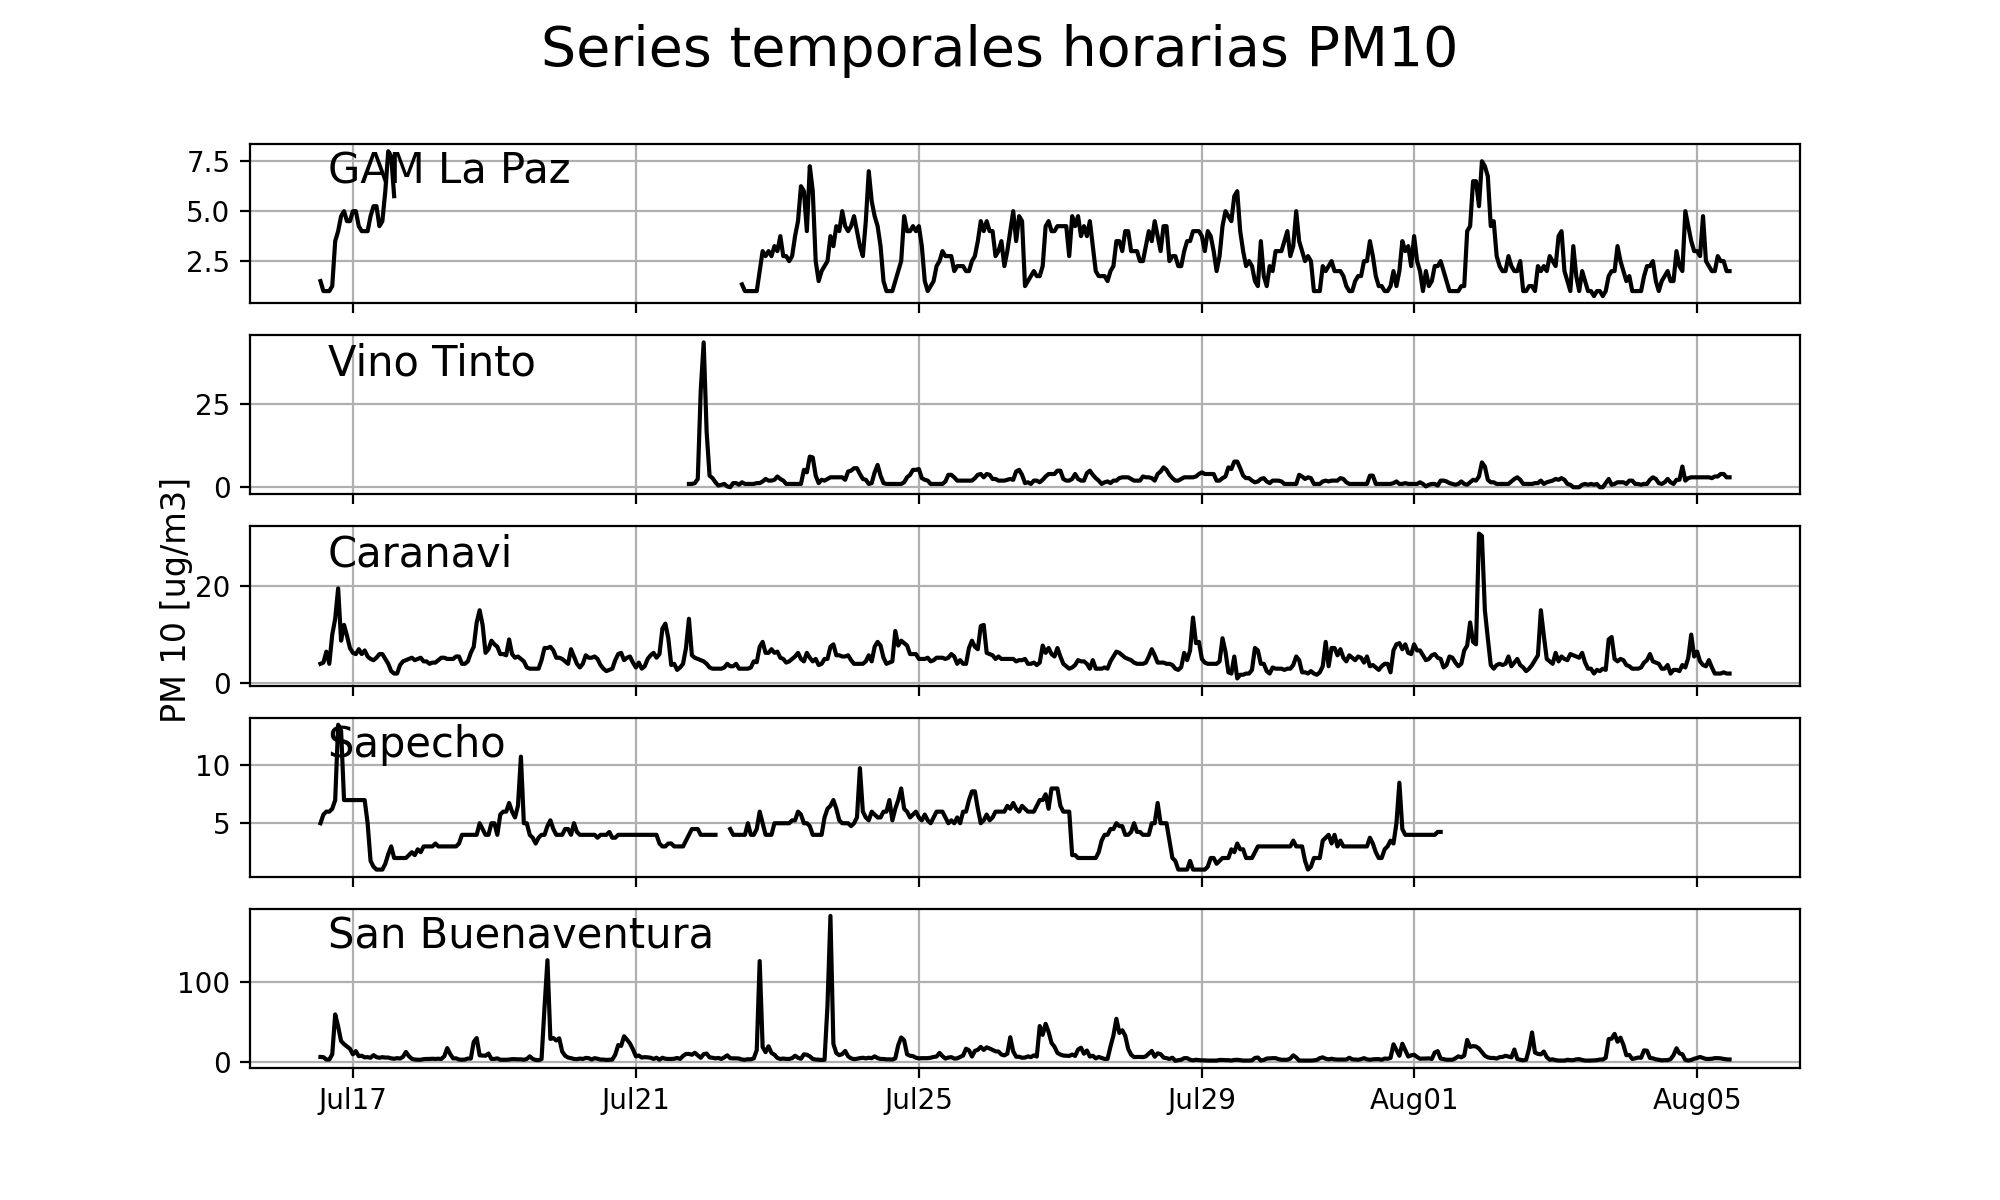 Series temporales horarias PM10
PM 10 [ug/m3]
GAM La Paz
7.5
5.0
2.5
Vino Tinto
25
0
Caranavi
20
0
Sapecho
10
5
San Buenaventura
100
0
Jul17 Jul21 Jul25 Jul29 Aug01 Aug05